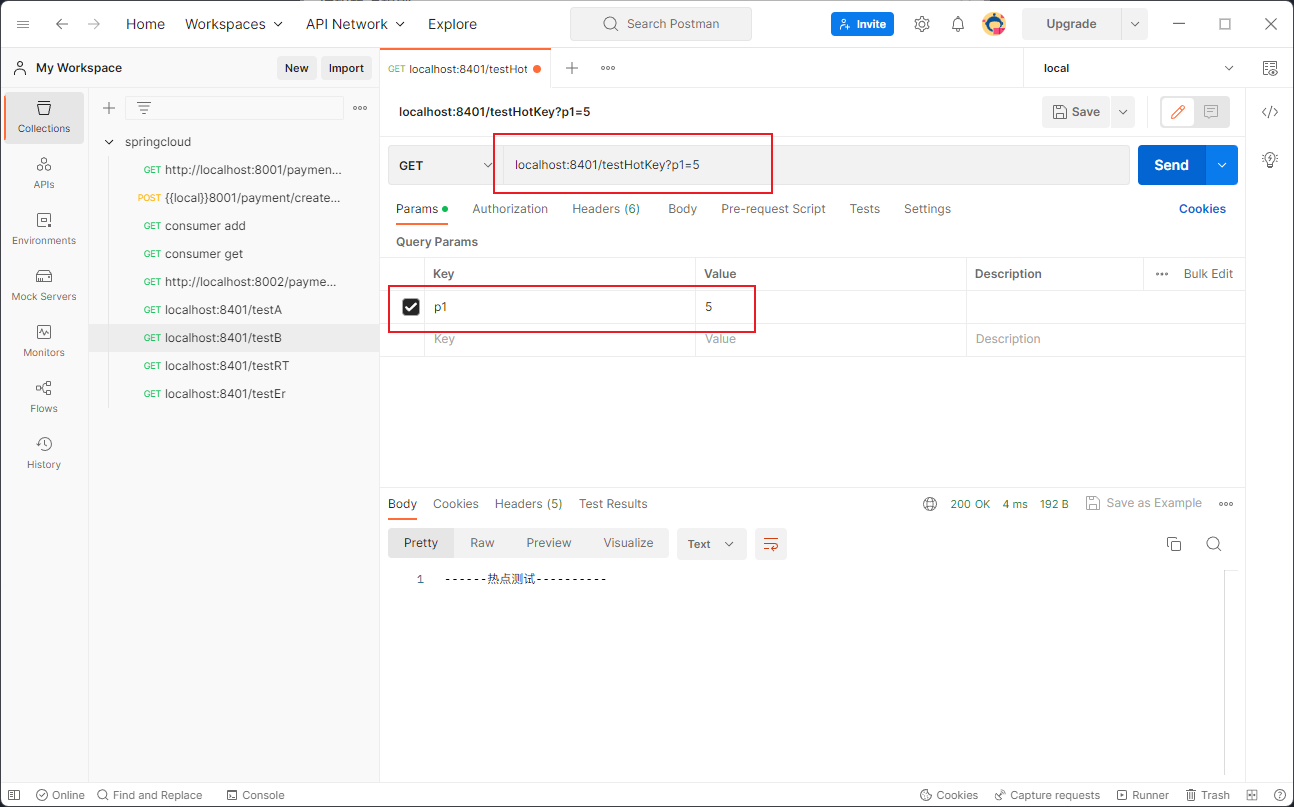 Home Workspaces API Network Explore Search Postman Invite Upgrade
My Workspace New Import GET localhost:8401/testHot local
Collections
APIs
Environments
Mock Servers
Monitors
Flows
History
springcloud
GET http://localhost:8001/paymen...
POST {{local}}8001/payment/create...
GET consumer add
GET consumer get
GET http://localhost:8002/payme...
GET localhost:8401/testA
GET localhost:8401/testB
GET localhost:8401/testRT
GET localhost:8401/testEr
localhost:8401/testHotKey?p1=5 Save
GET localhost:8401/testHotKey?p1=5 Send
Params Authorization Headers (6) Body Pre-request Script Tests Settings Cookies
Query Params
Key Value Description Bulk Edit
p1 5
Key Value Description
Body Cookies Headers (5) Test Results 200 OK 4 ms 192 B Save as Example
Pretty Raw Preview Visualize Text
1 ------热点测试----------
Online Find and Replace Console Cookies Capture requests Runner Trash